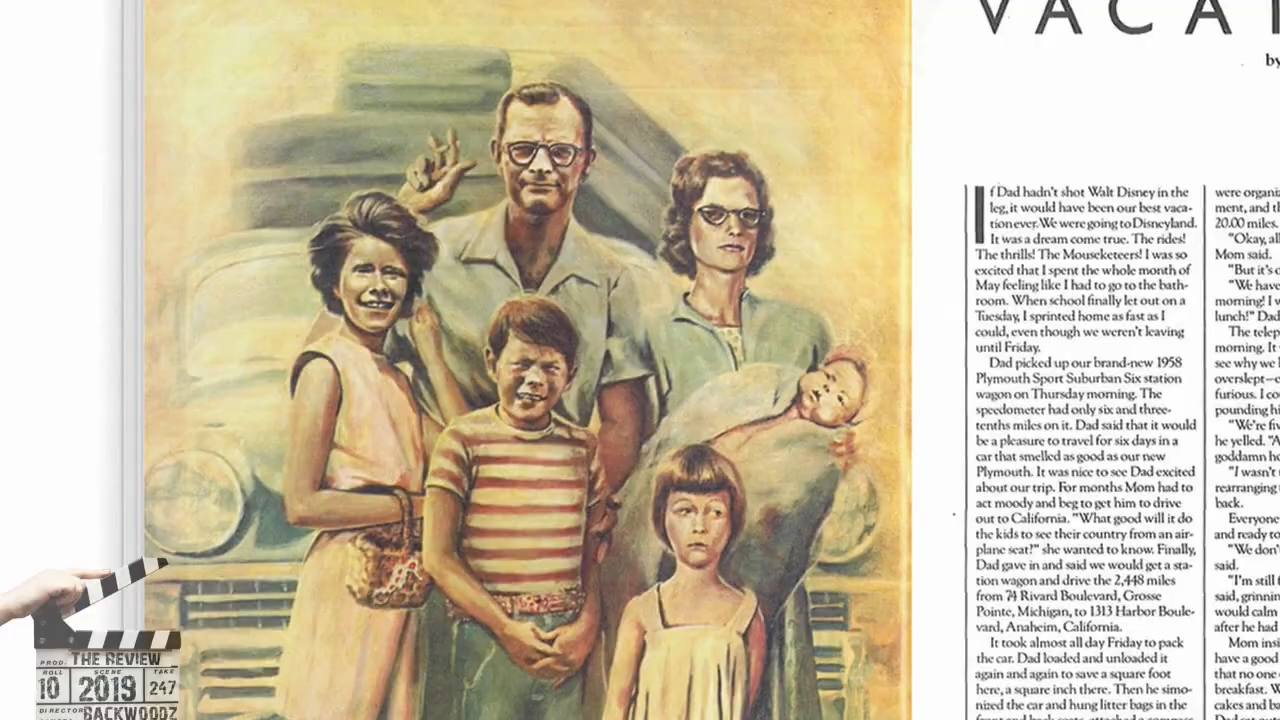 VACAT
by
If Dad hadn't shot Walt Disney in the
leg, it would have been our best vaca-
tion ever. We were going to Disneyland.
It was a dream come true. The rides!
The thrills! The Mouseketeers! I was so
excited that I spent the whole month of
May feeling like I had to go to the bath-
room. When school finally let out on a
Tuesday, I sprinted home as fast as I
could, even though we weren't leaving
until Friday.
Dad picked up our brand-new 1958
Plymouth Sport Suburban Six station
wagon on Thursday morning. The
speedometer had only six and three-
tenths miles on it. Dad said that it would
be a pleasure to travel for six days in a
car that smelled as good as our new
Plymouth. It was nice to see Dad excited
about our trip. For months Mom had to
act moody and beg to get him to drive
out to California. "What good will it do
the kids to see their country from an air-
plane seat?" she wanted to know. Finally,
Dad gave in and said we would get a sta-
tion wagon and drive the 2,448 miles
from 74 Rivard Boulevard, Grosse
Pointe, Michigan, to 1313 Harbor Boule-
vard, Anaheim, California.
It took almost all day Friday to pack
the car. Dad loaded and unloaded it
again and again to save a square foot
here, a square inch there. Then he simo-
nized the car and hung litter bags in the
front and back seats, attached a compass
were organiz
ment, and th
20.00 miles.
"Okay, all
Mom said.
"But it's o
"We have
morning! I w
lunch!" Dad
The telep
morning. It
see why we l
overslept—o
furious. I co
pounding hi
"We're fiv
he yelled. "A
goddamn ho
"I wasn't
rearranging
back.
Everyone
and ready to
"We don'
said.
"I'm still
said, grinnin
would calm
after he had
Mom insi
have a good
that no one
breakfast. W
cakes and ba
PROD. THE REVIEW
ROLL SCENE TAKE
10 2019 247
DIRECTOR BACKWOODZ